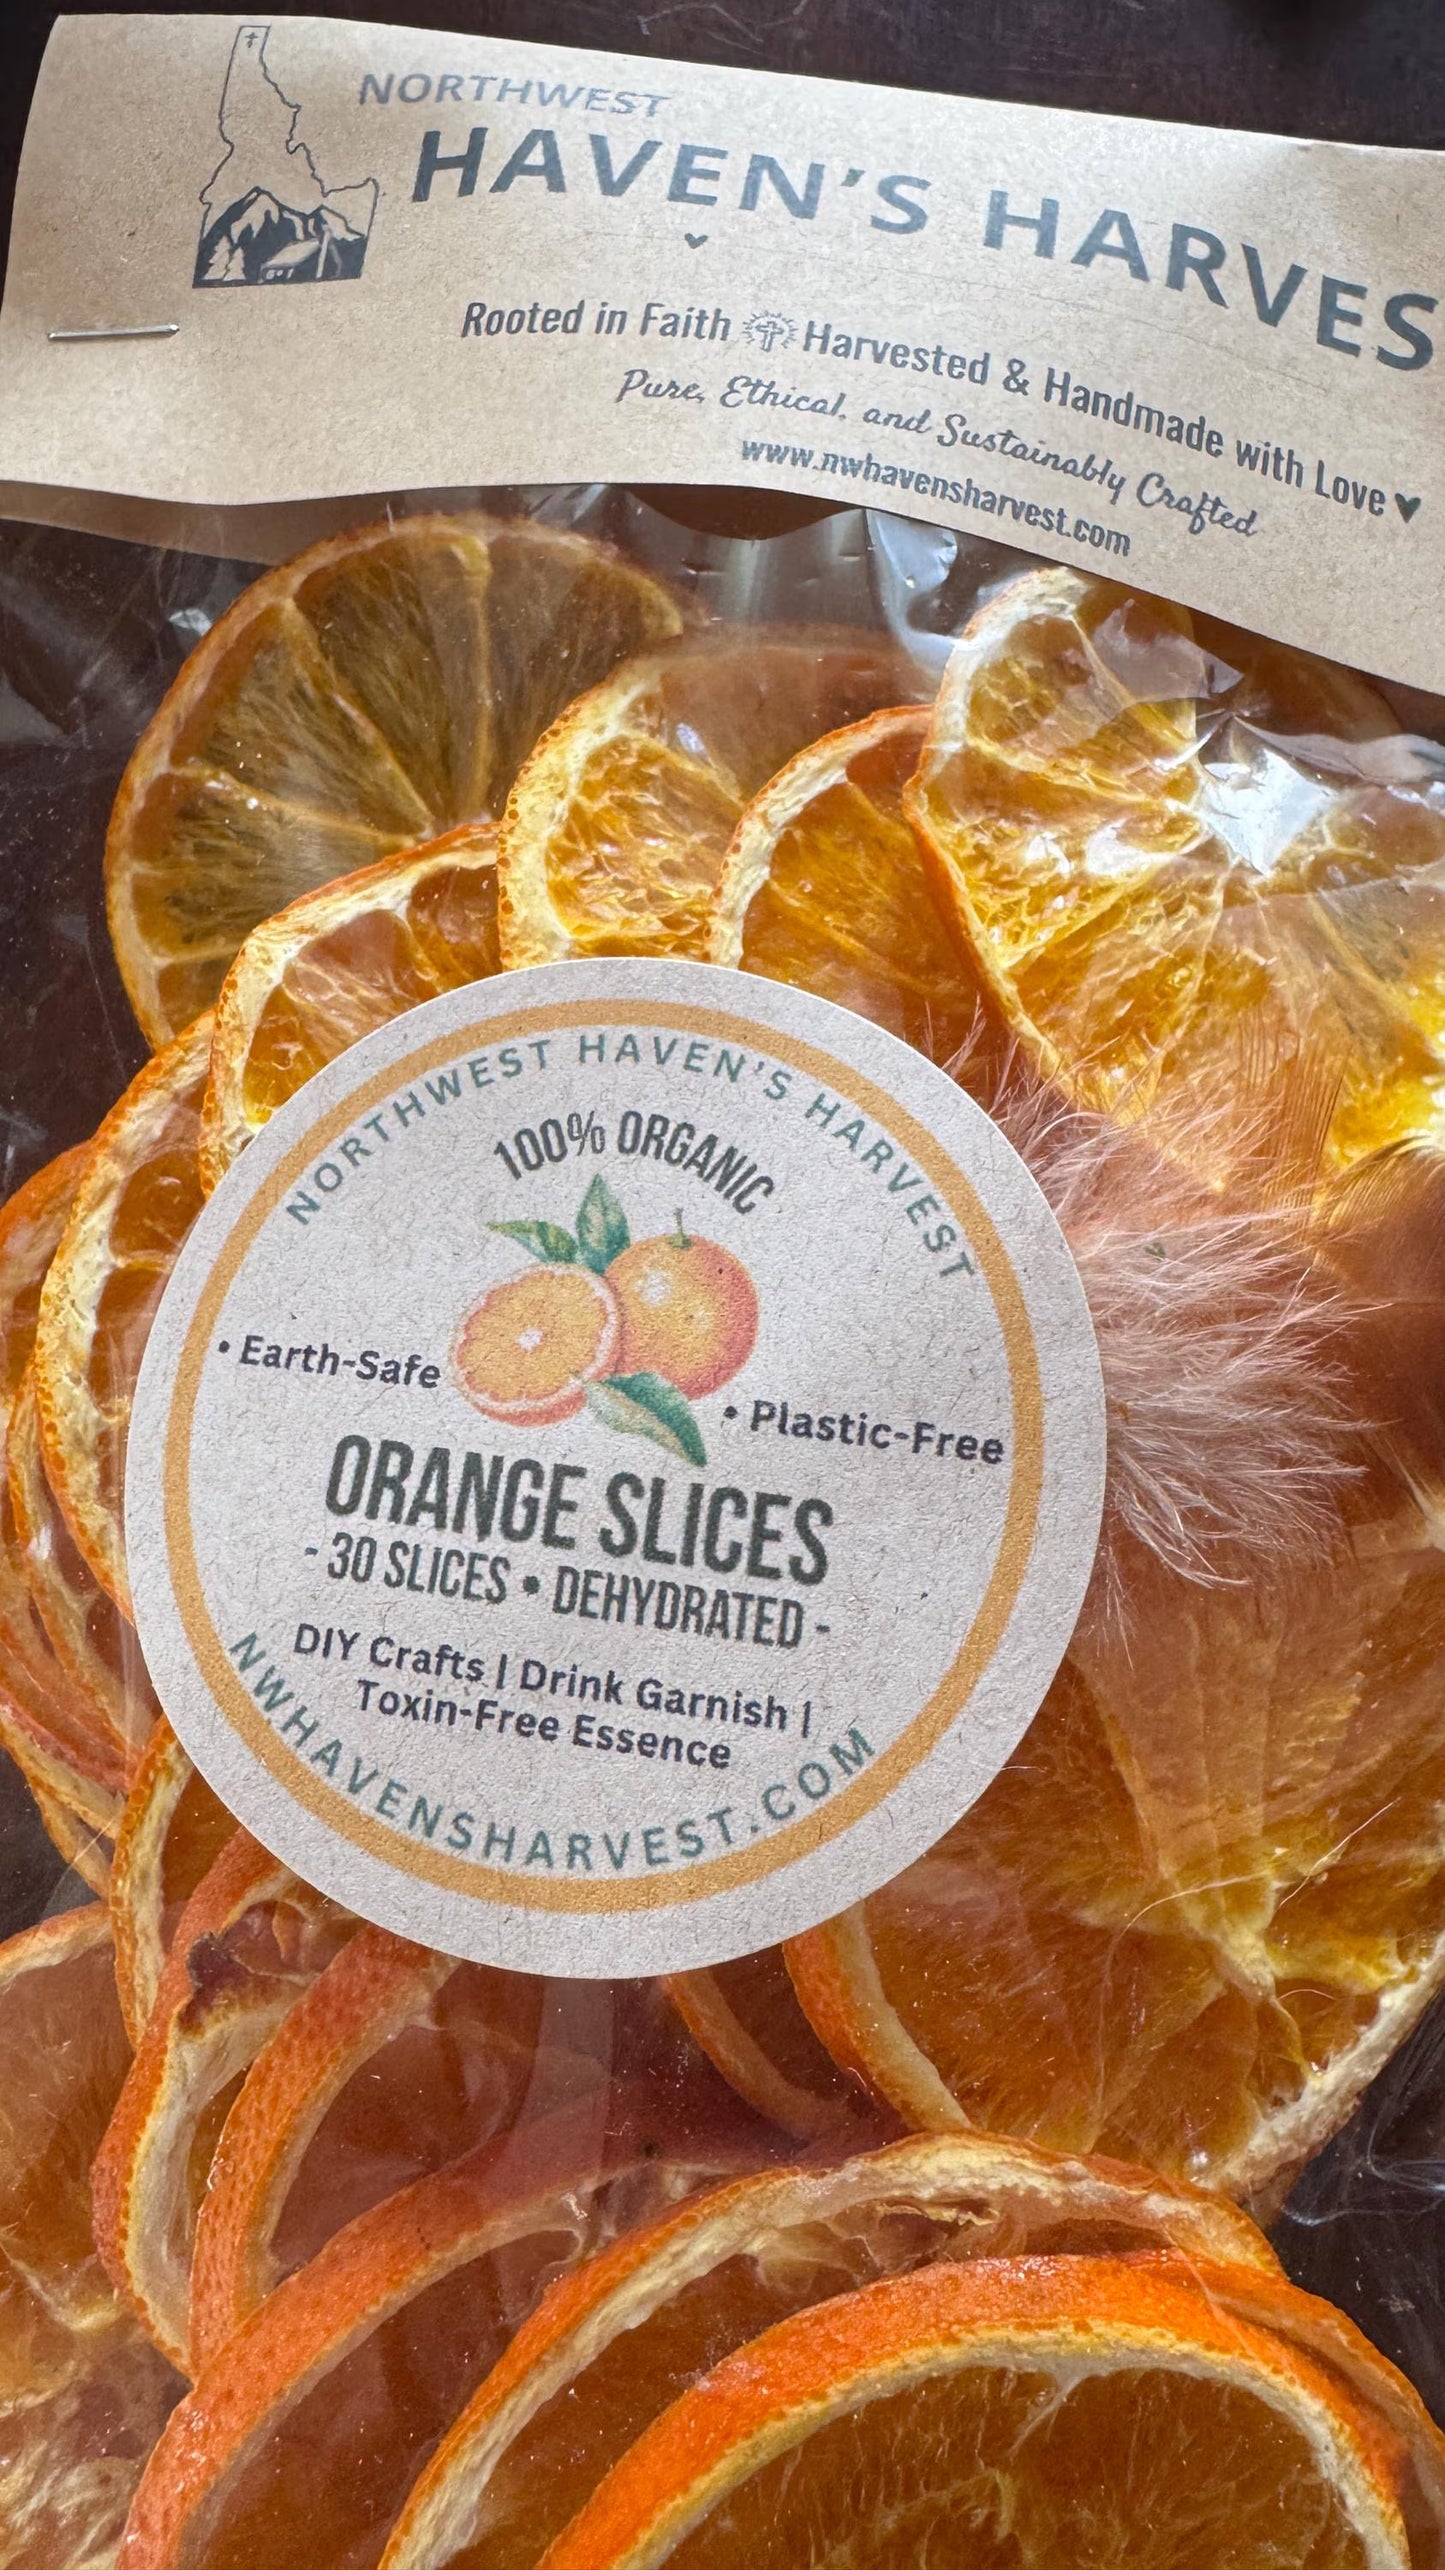 NORTHWEST
HAVEN'S HARVES
Rooted in Faith Harvested & Handmade with Love
Pure, Ethical, and Sustainably Crafted
www.nwhavensharvest.com
NORTHWEST HAVEN'S HARVEST
100% ORGANIC
• Earth-Safe
• Plastic-Free
ORANGE SLICES
- 30 SLICES • DEHYDRATED -
DIY Crafts | Drink Garnish |
Toxin-Free Essence
NWHAVENSHARVEST.COM